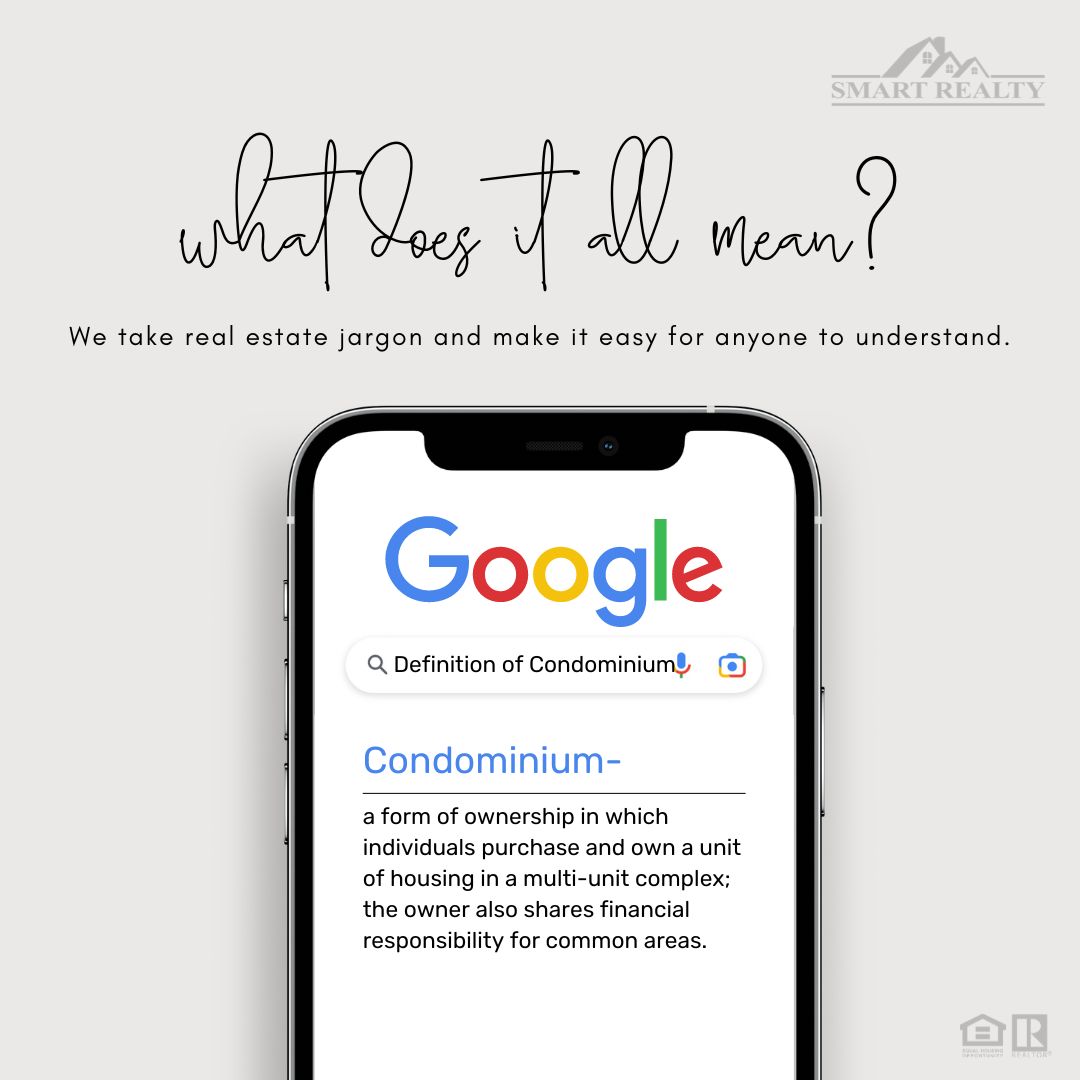 SMART REALTY
what does it all mean?
We take real estate jargon and make it easy for anyone to understand.
Google
Definition of Condominium
Condominium-
a form of ownership in which
individuals purchase and own a unit
of housing in a multi-unit complex;
the owner also shares financial
responsibility for common areas.
EQUAL HOUSING
OPPORTUNITY
REALTOR®